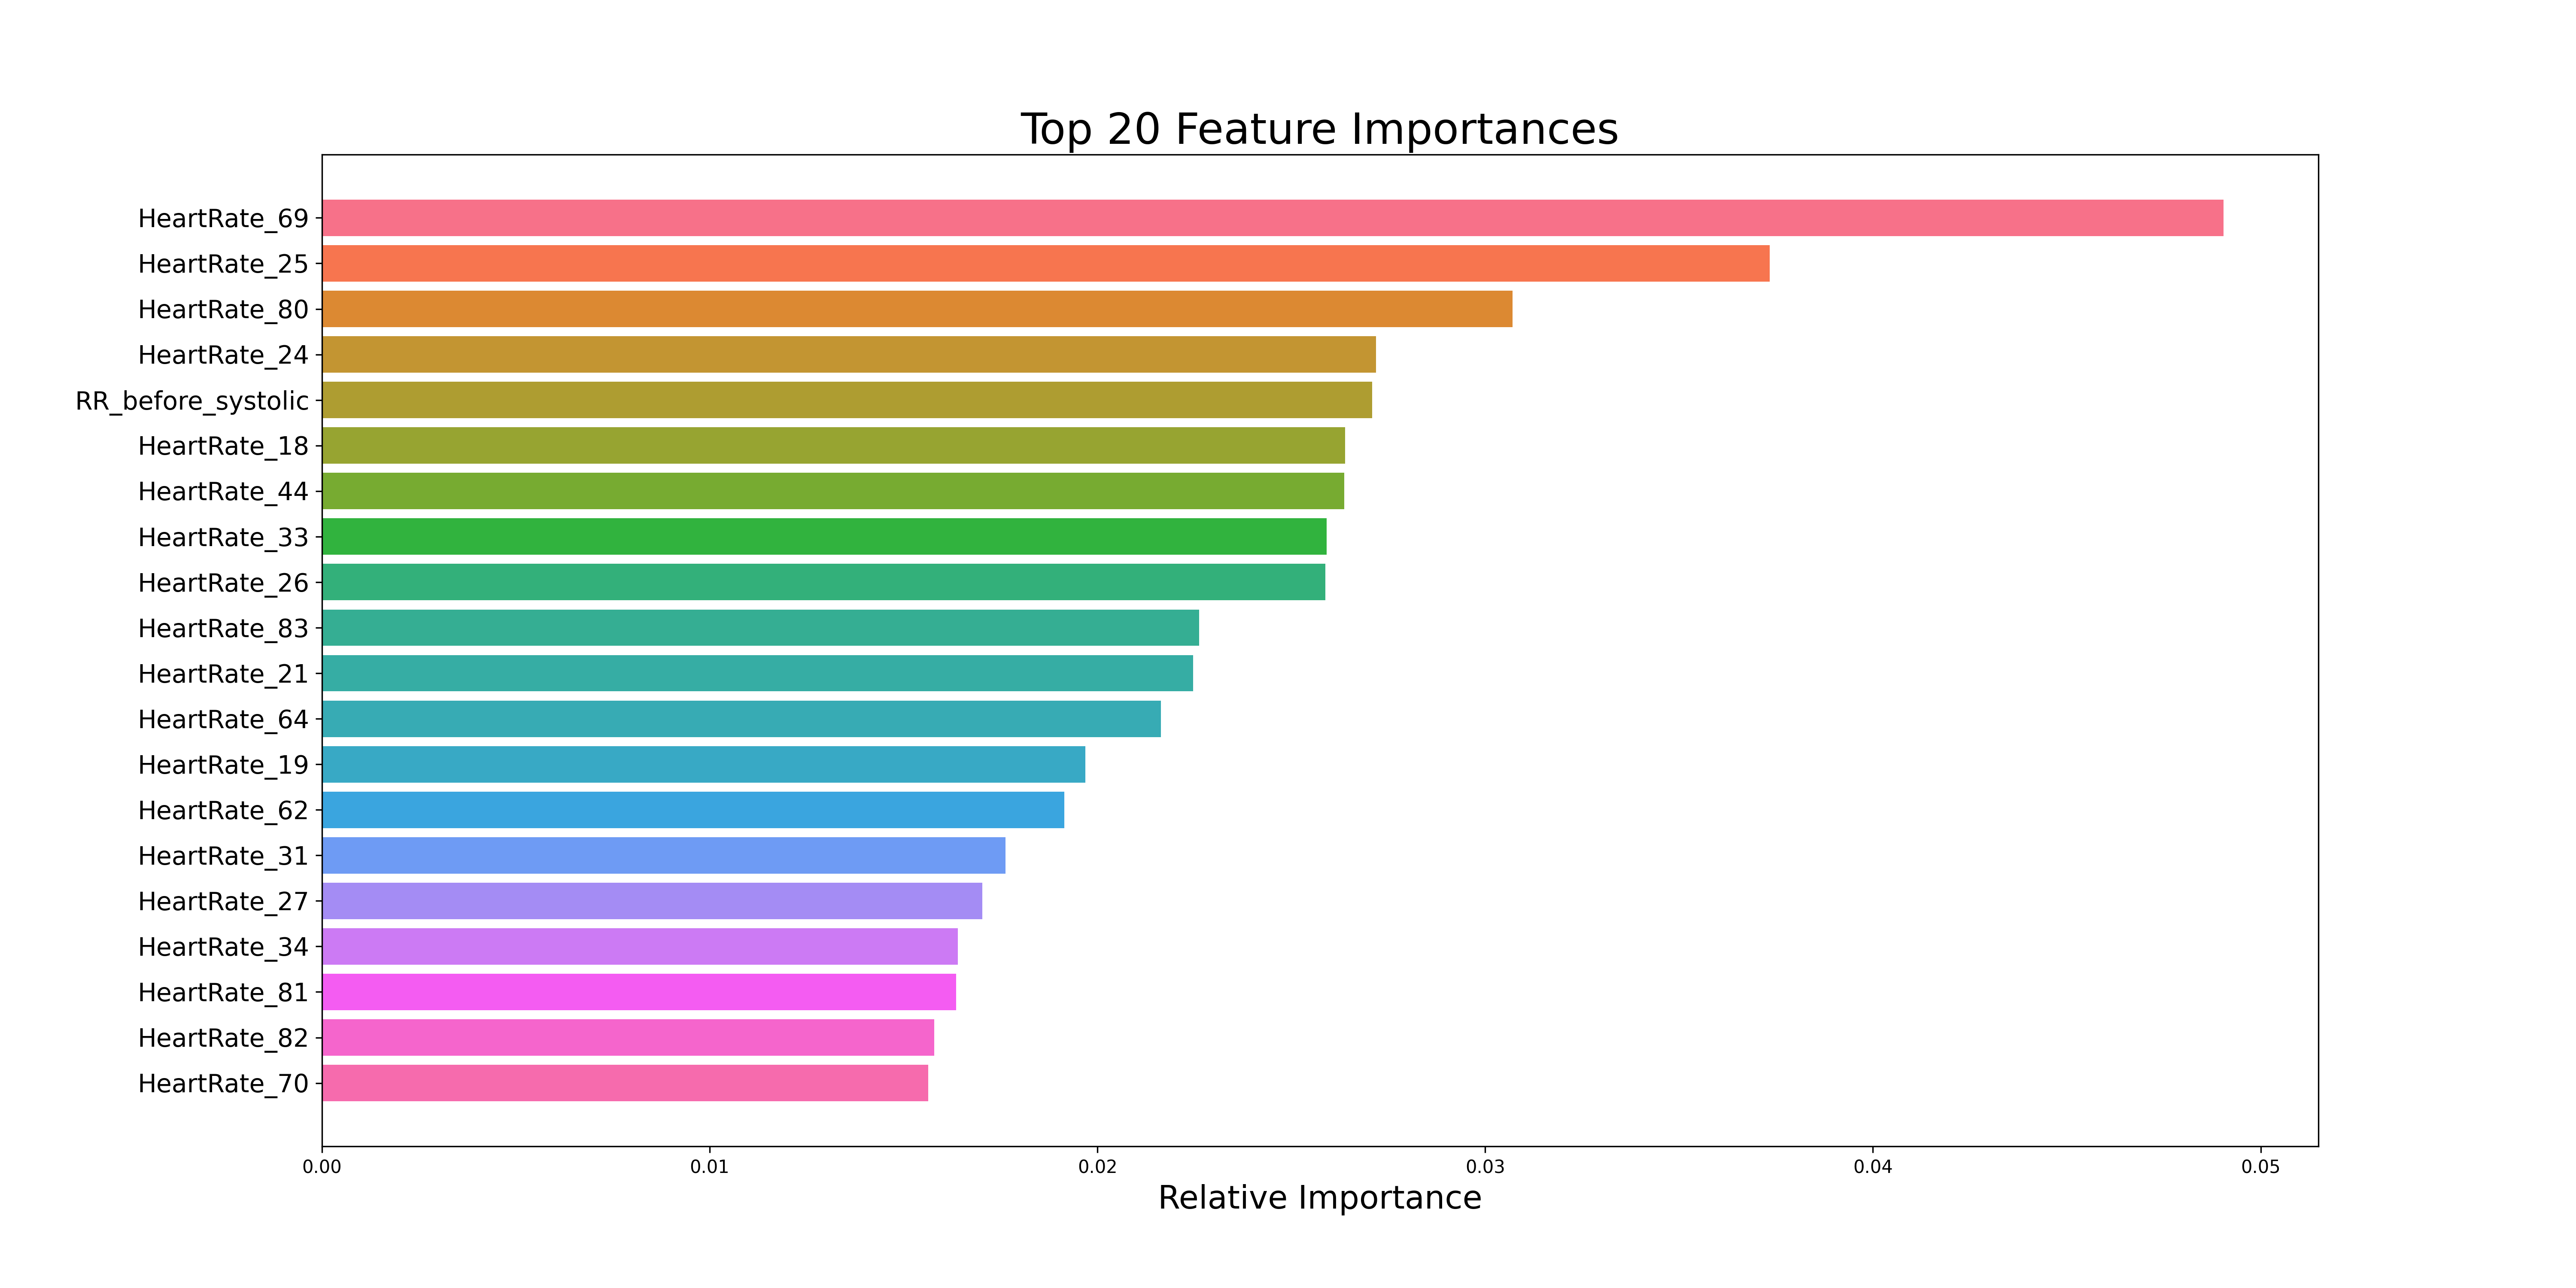 Top 20 Feature Importances
HeartRate_69
HeartRate_25
HeartRate_80
HeartRate_24
RR_before_systolic
HeartRate_18
HeartRate_44
HeartRate_33
HeartRate_26
HeartRate_83
HeartRate_21
HeartRate_64
HeartRate_19
HeartRate_62
HeartRate_31
HeartRate_27
HeartRate_34
HeartRate_81
HeartRate_82
HeartRate_70
0.00 0.01 0.02 0.03 0.04 0.05
Relative Importance